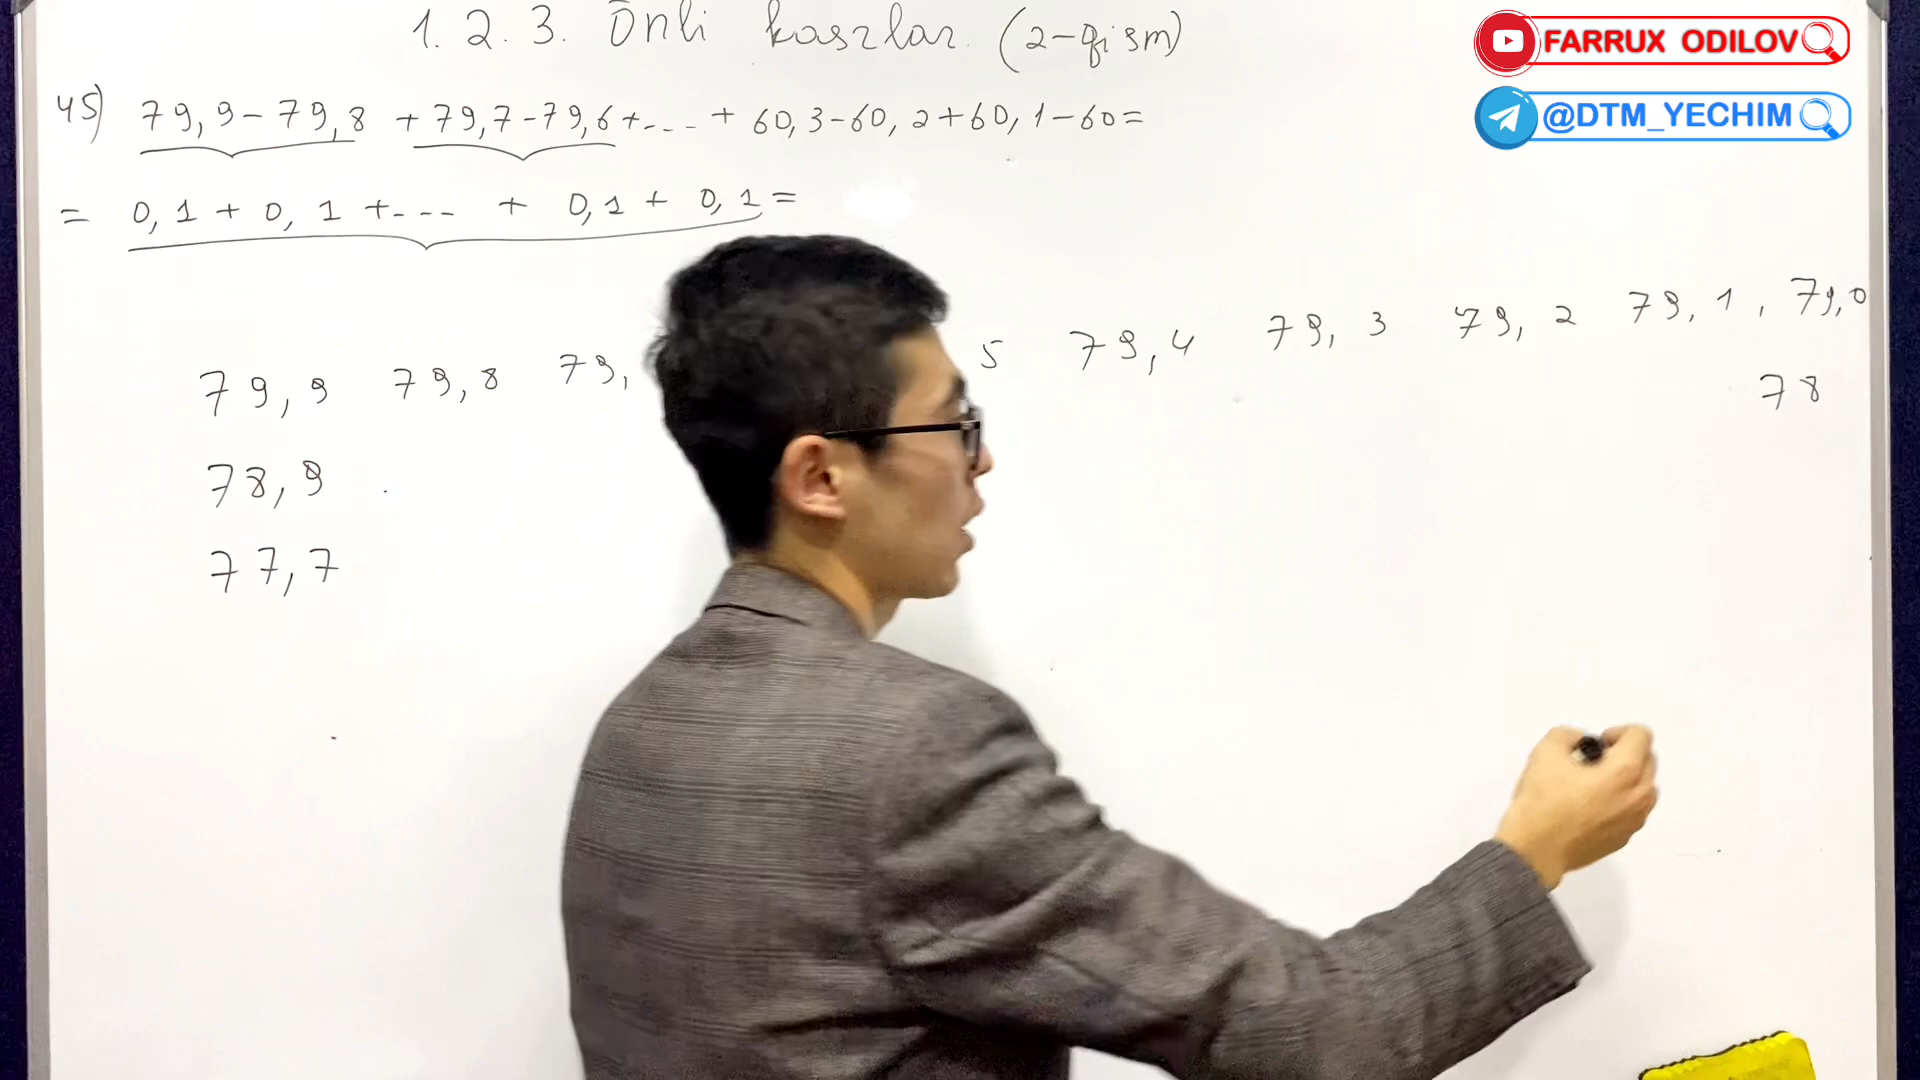 1.2.3. Õnli kasrlar. (2-qism)
FARRUX ODILOV
@DTM_YECHIM
45) 79,9-79,8 +79,7-79,6+.... + 60,3-60,2+60,1-60=
= 0,1 + 0,1 +.... + 0,1 + 0,1 =
79,9 79,8 79, 5 79,4 79,3 79,2 79,1, 79,0
78
78,9
77,7